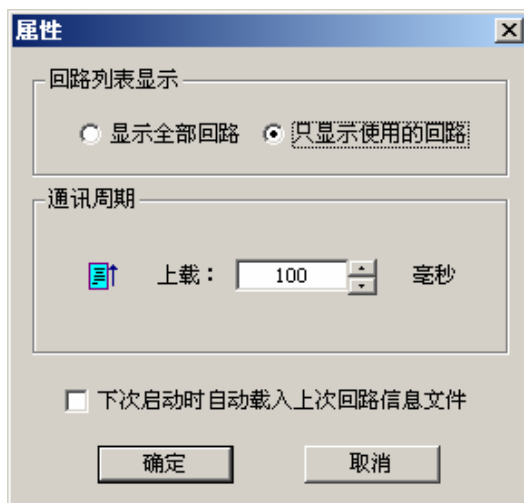 属性
回路列表显示
显示全部回路 只显示使用的回路
通讯周期
上载： 100 毫秒
下次启动时自动载入上次回路信息文件
确定 取消